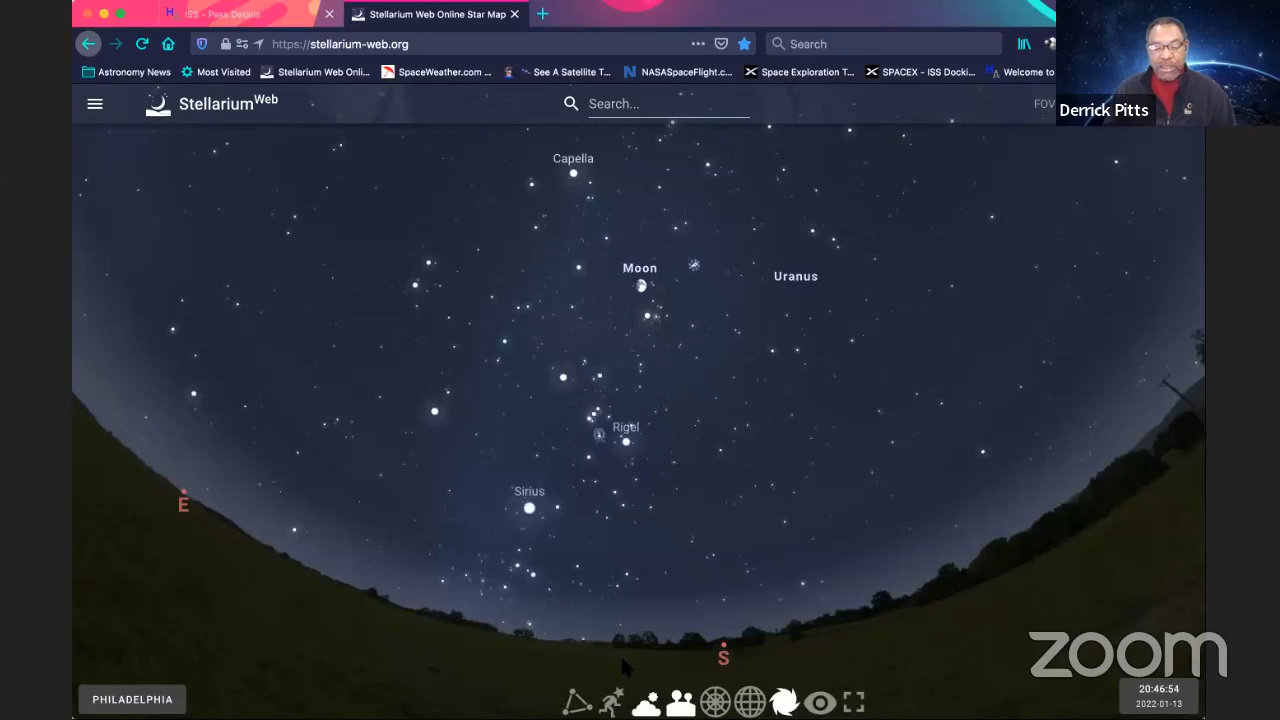 ISS - Pass Details
Stellarium Web Online Star Map
https://stellarium-web.org
Search
Astronomy News
Most Visited
Stellarium Web Onli...
SpaceWeather.com ...
See A Satellite T...
NASASpaceFlight.c...
Space Exploration T...
SPACEX - ISS Docki...
Welcome to
Derrick Pitts
StellariumWeb
Search...
FOV
Capella
Moon
Uranus
Rigel
Sirius
E
S
zoom
PHILADELPHIA
20:46:54
2022-01-13